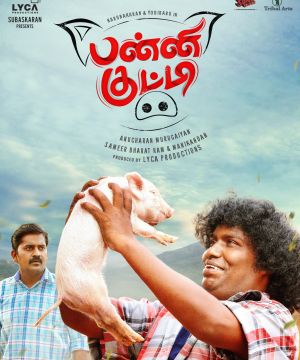 LYCA
PRODUCTIONS
SUBASKARAN
PRESENTS
Tribal Arts
KARUNAKARAN & YOGIBABU IN
பன்னி
குட்டி
ANUCHARAN MURUGAIYAN
SAMEER BHARAT RAM & MANIKANDAN
PRODUCED BY LYCA PRODUCTIONS